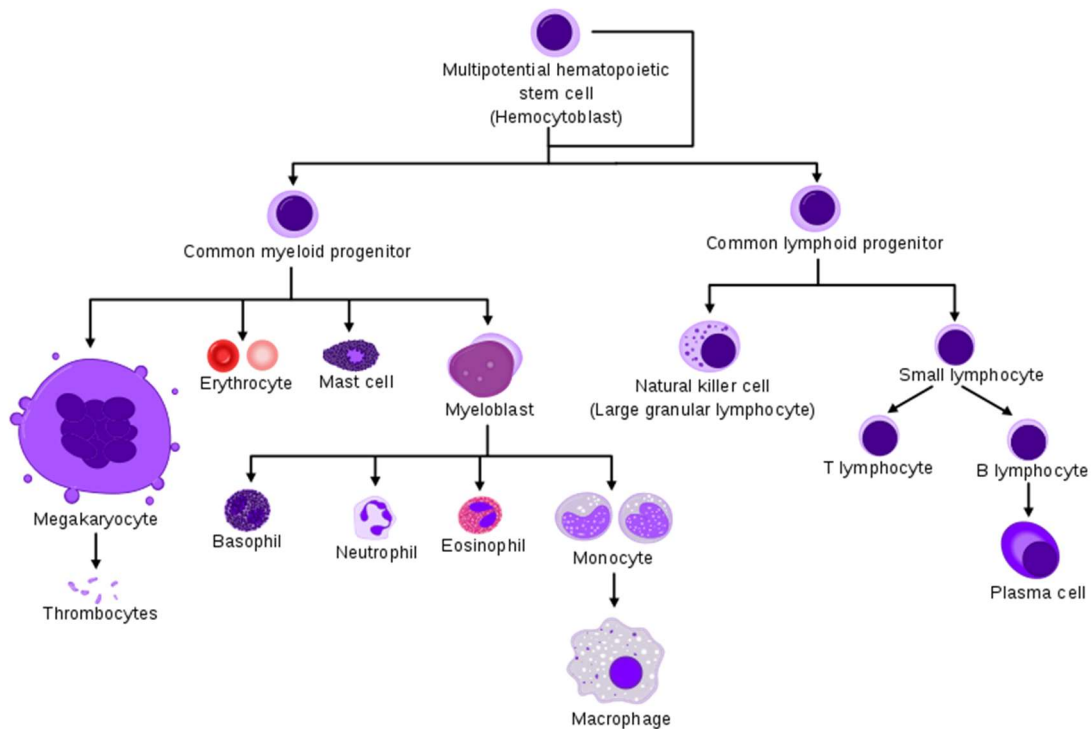 Multipotential hematopoietic
stem cell
(Hemocytoblast)
Common myeloid progenitor
Common lymphoid progenitor
Erythrocyte
Mast cell
Myeloblast
Natural killer cell
(Large granular lymphocyte)
Small lymphocyte
T lymphocyte
B lymphocyte
Megakaryocyte
Basophil
Neutrophil
Eosinophil
Monocyte
Plasma cell
Thrombocytes
Macrophage